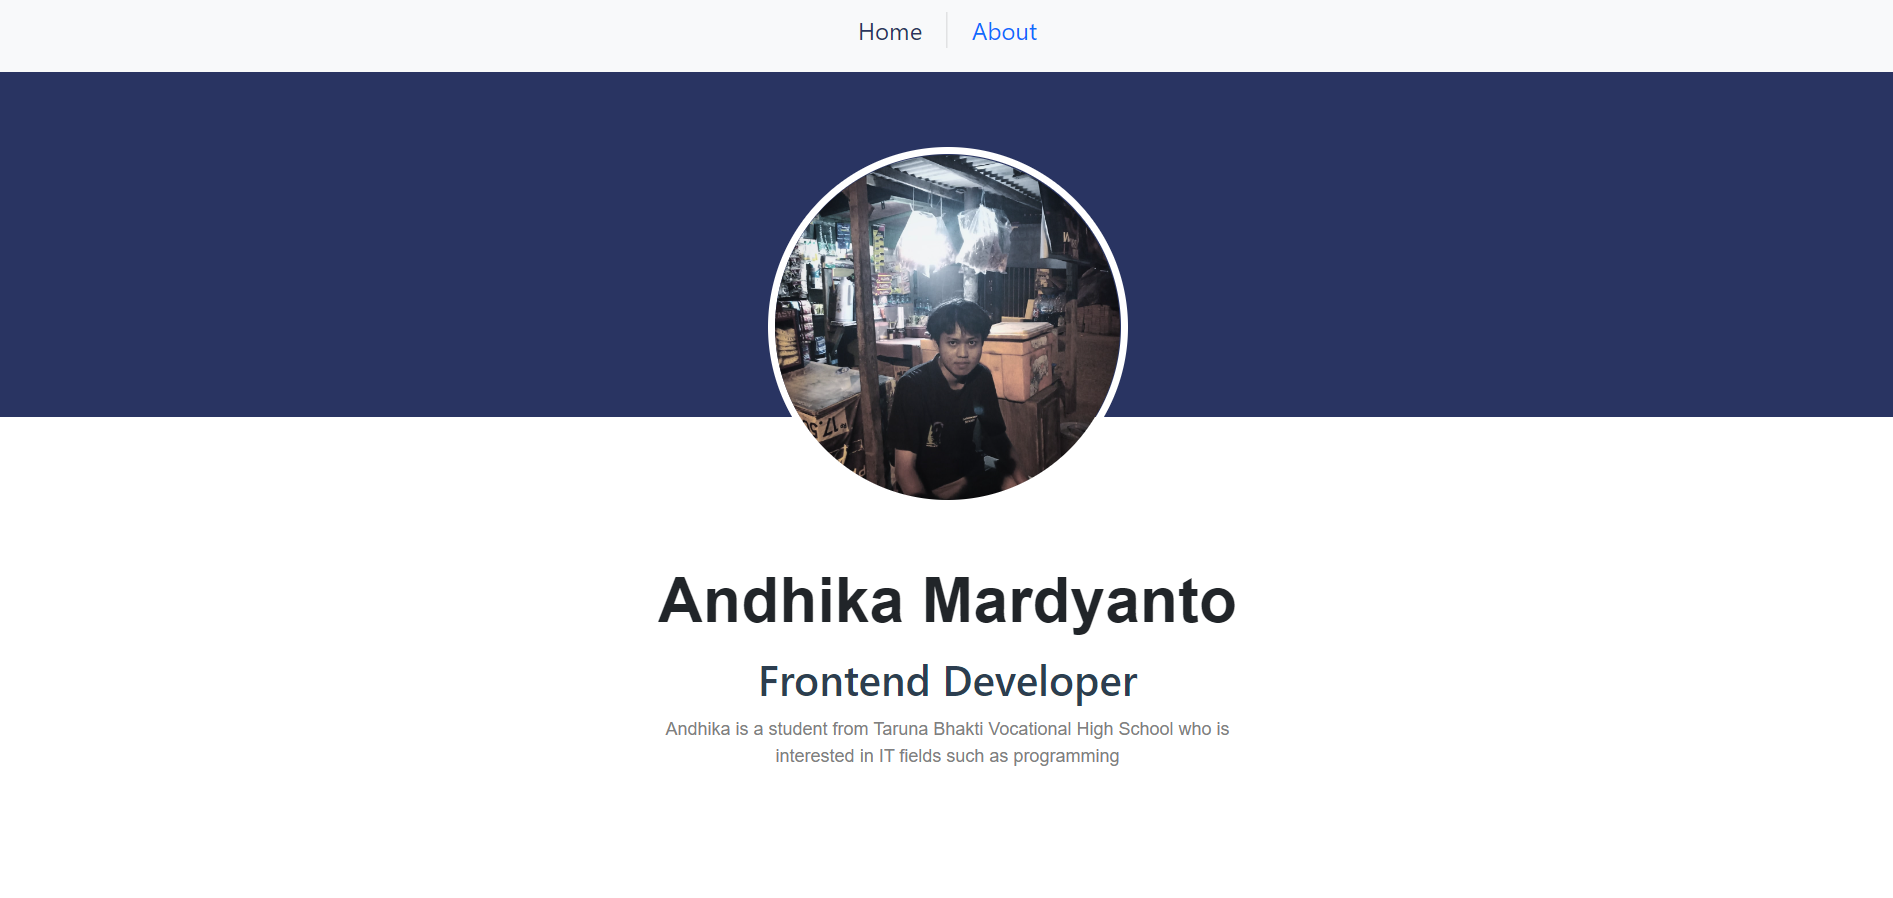 Home
About
Andhika Mardyanto
Frontend Developer
Andhika is a student from Taruna Bhakti Vocational High School who is
interested in IT fields such as programming